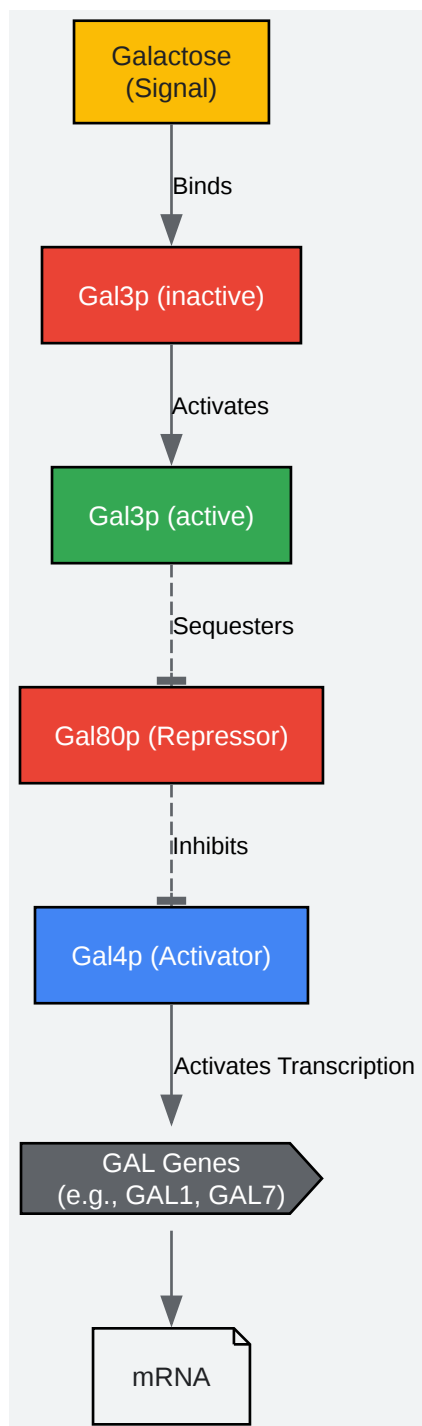 Galactose
(Signal)
Binds
Gal3p (inactive)
Activates
Gal3p (active)
Sequesters
Gal80p (Repressor)
Inhibits
Gal4p (Activator)
Activates Transcription
GAL Genes
(e.g., GAL1, GAL7)
mRNA